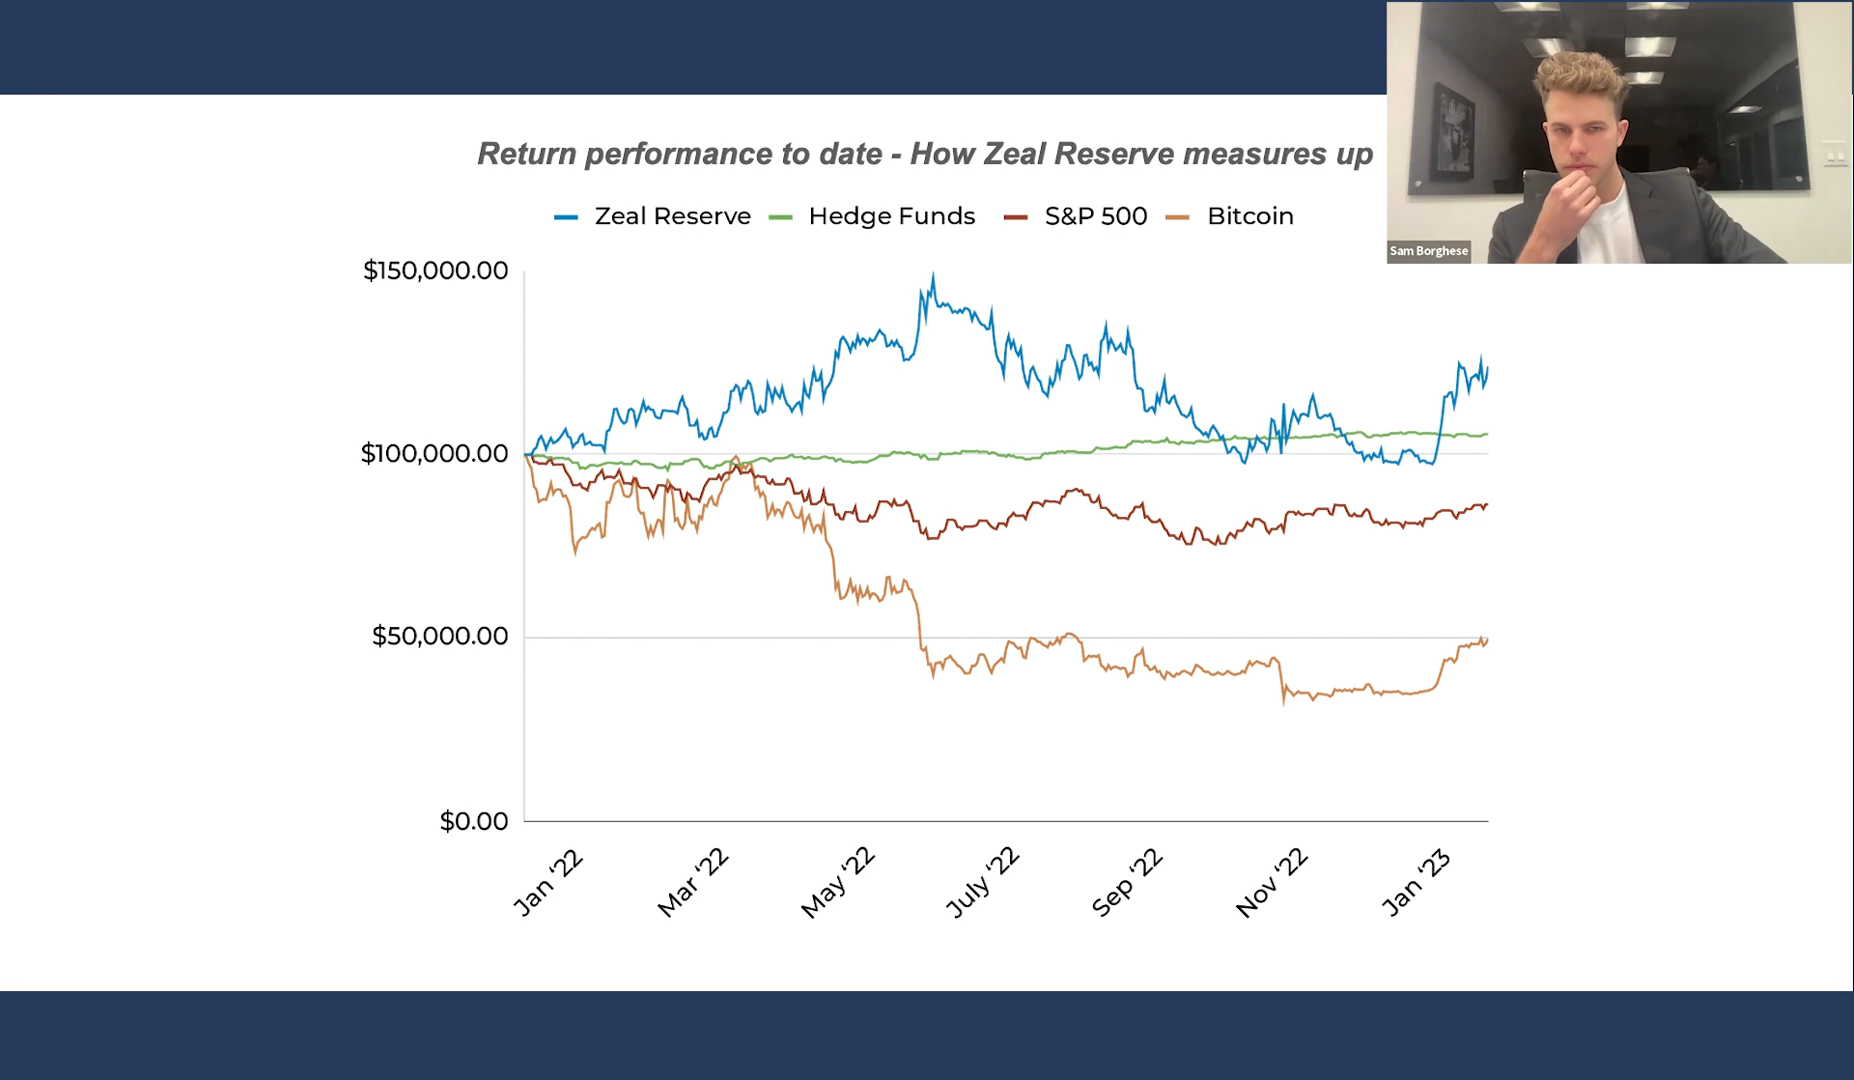 Return performance to date - How Zeal Reserve measures up
Zeal Reserve Hedge Funds S&P 500 Bitcoin
Sam Borghese
$150,000.00
$100,000.00
$50,000.00
$0.00
Jan ‘22 Mar ‘22 May ‘22 July ‘22 Sep ‘22 Nov ‘22 Jan ‘23